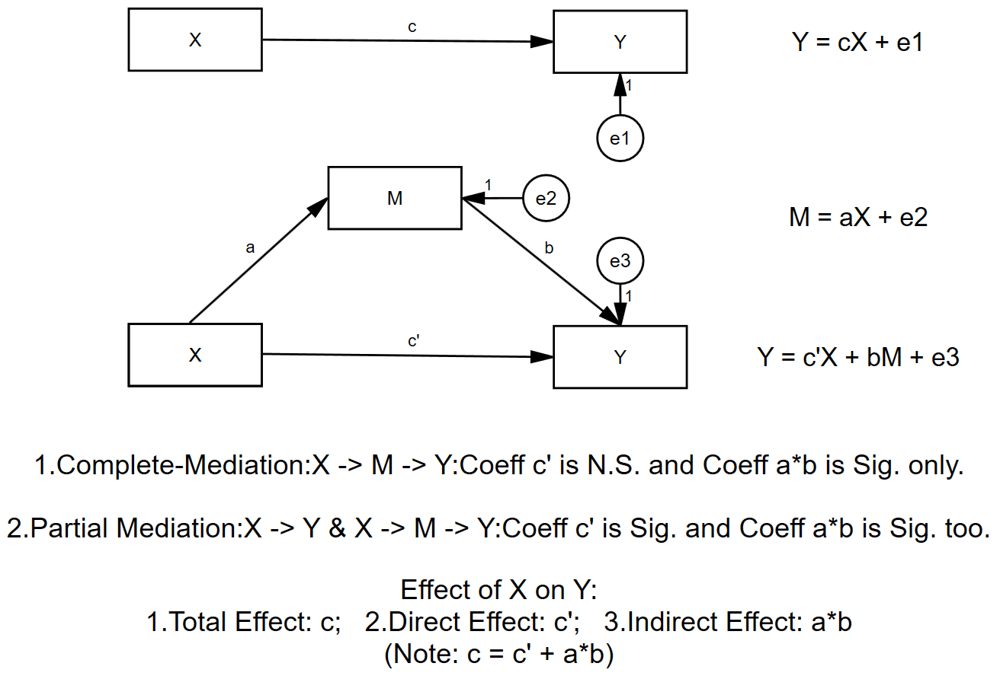 X
c
Y
Y = cX + e1
1
e1
M
1
e2
M = aX + e2
a
b
e3
1
X
c'
Y
Y = c'X + bM + e3
1.Complete-Mediation:X -> M -> Y:Coeff c' is N.S. and Coeff a*b is Sig. only.
2.Partial Mediation:X -> Y & X -> M -> Y:Coeff c' is Sig. and Coeff a*b is Sig. too.
Effect of X on Y:
1.Total Effect: c; 2.Direct Effect: c'; 3.Indirect Effect: a*b
(Note: c = c' + a*b)